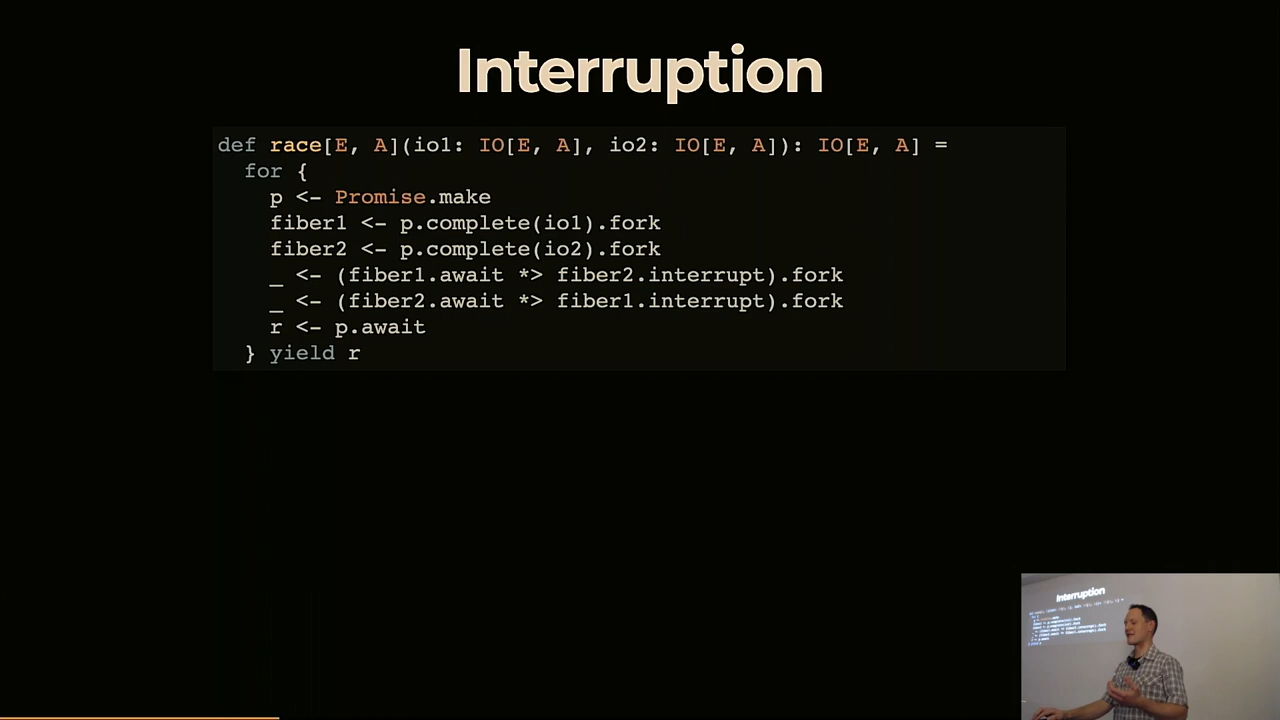 Interruption
def race[E, A](io1: IO[E, A], io2: IO[E, A]): IO[E, A] =
for {
p <- Promise.make
fiber1 <- p.complete(io1).fork
fiber2 <- p.complete(io2).fork
_ <- (fiber1.await *> fiber2.interrupt).fork
_ <- (fiber2.await *> fiber1.interrupt).fork
r <- p.await
} yield r
Interruption